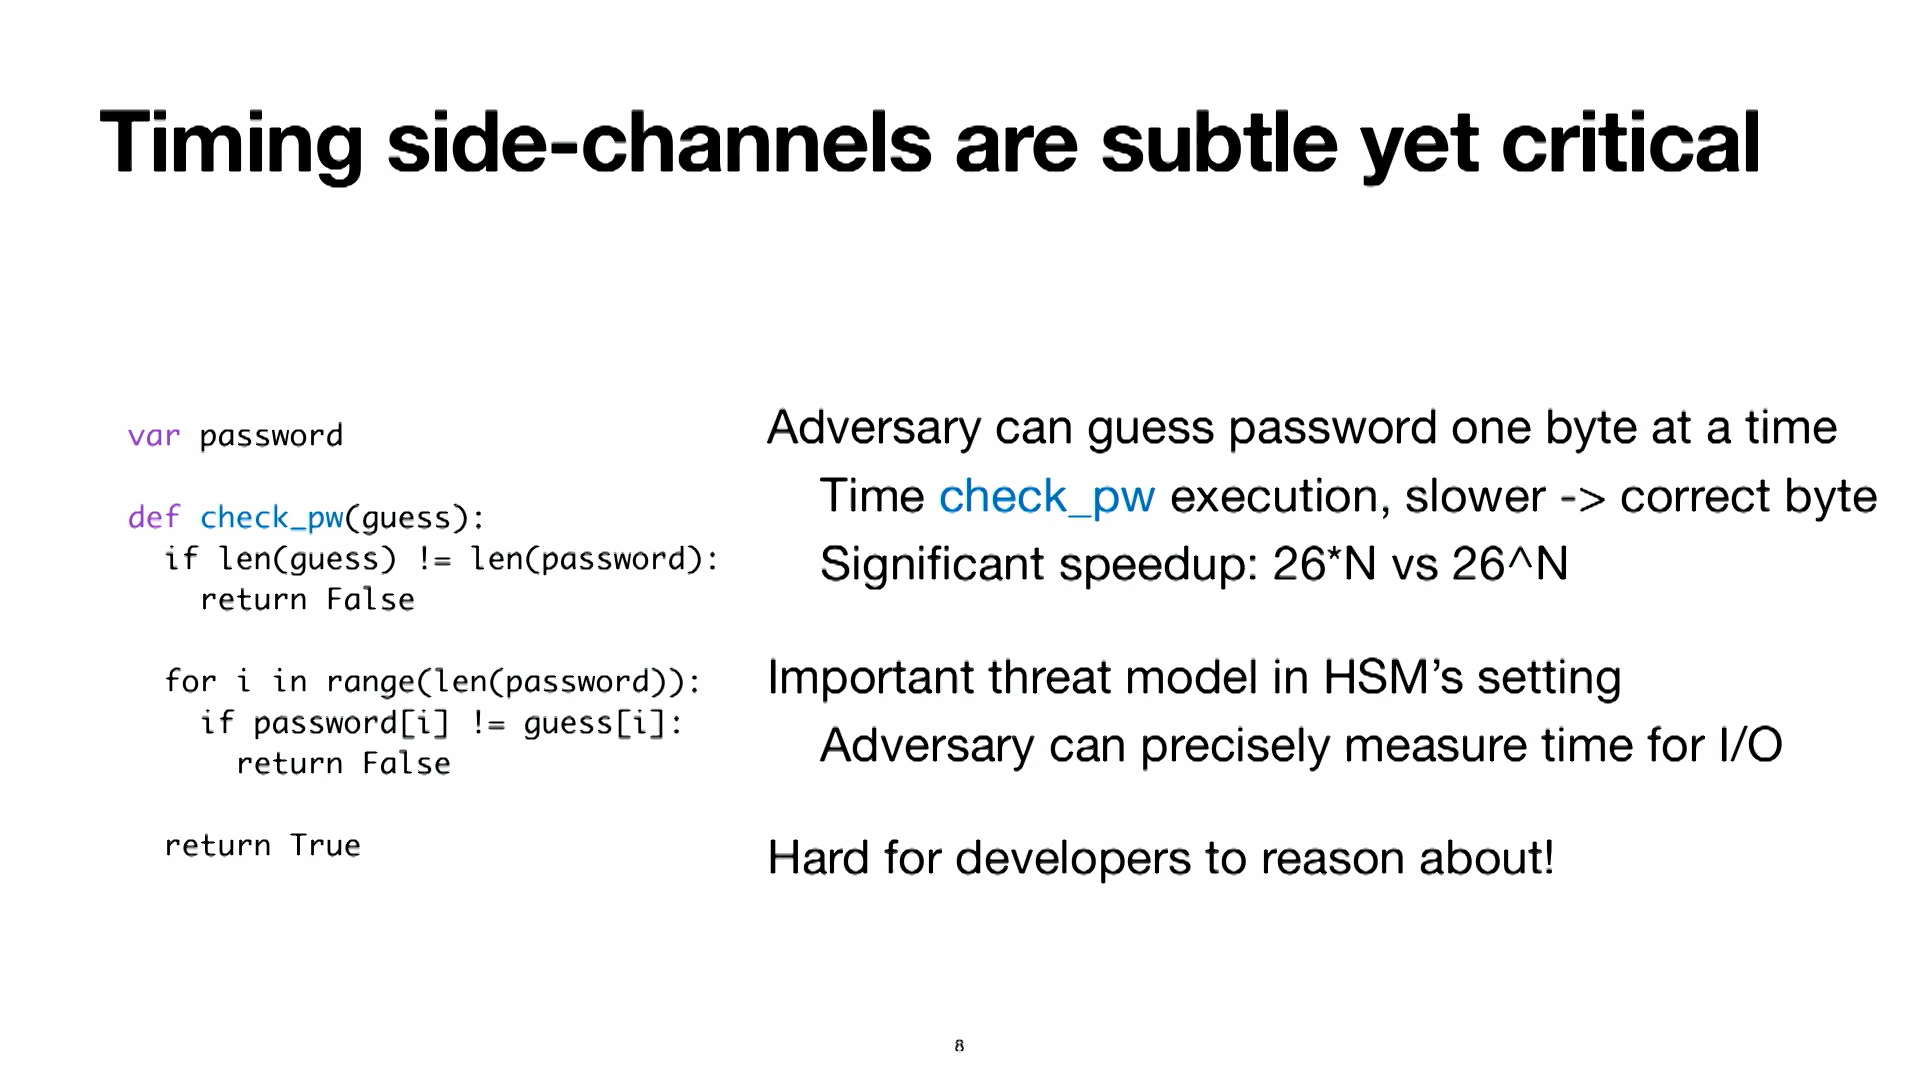 Timing side-channels are subtle yet critical
var password
def check_pw(guess):
if len(guess) != len(password):
return False
for i in range(len(password)):
if password[i] != guess[i]:
return False
return True
Adversary can guess password one byte at a time
Time check_pw execution, slower -> correct byte
Significant speedup: 26*N vs 26^N
Important threat model in HSM’s setting
Adversary can precisely measure time for I/O
Hard for developers to reason about!
8